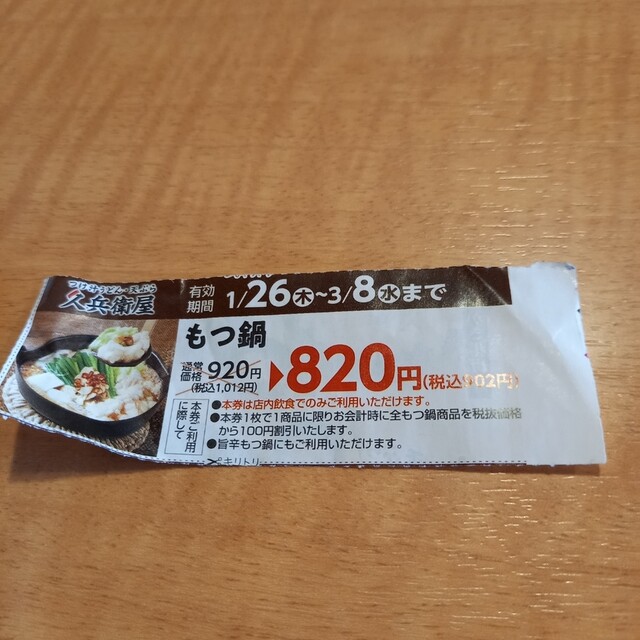 つけ汁うどん・天ぷら
久兵衛屋
有効
期間
1/26㊍~3/8㊌まで
もつ鍋
通常
価格
920円
(税込1,012円)
▶820円(税込902円)
本券ご利用
に際して
●本券は店内飲食でのみご利用いただけます。
●本券1枚で1商品に限りお会計時に全もつ鍋商品を税抜価格
から100円割引いたします。
●旨辛もつ鍋にもご利用いただけます。
キリトリ